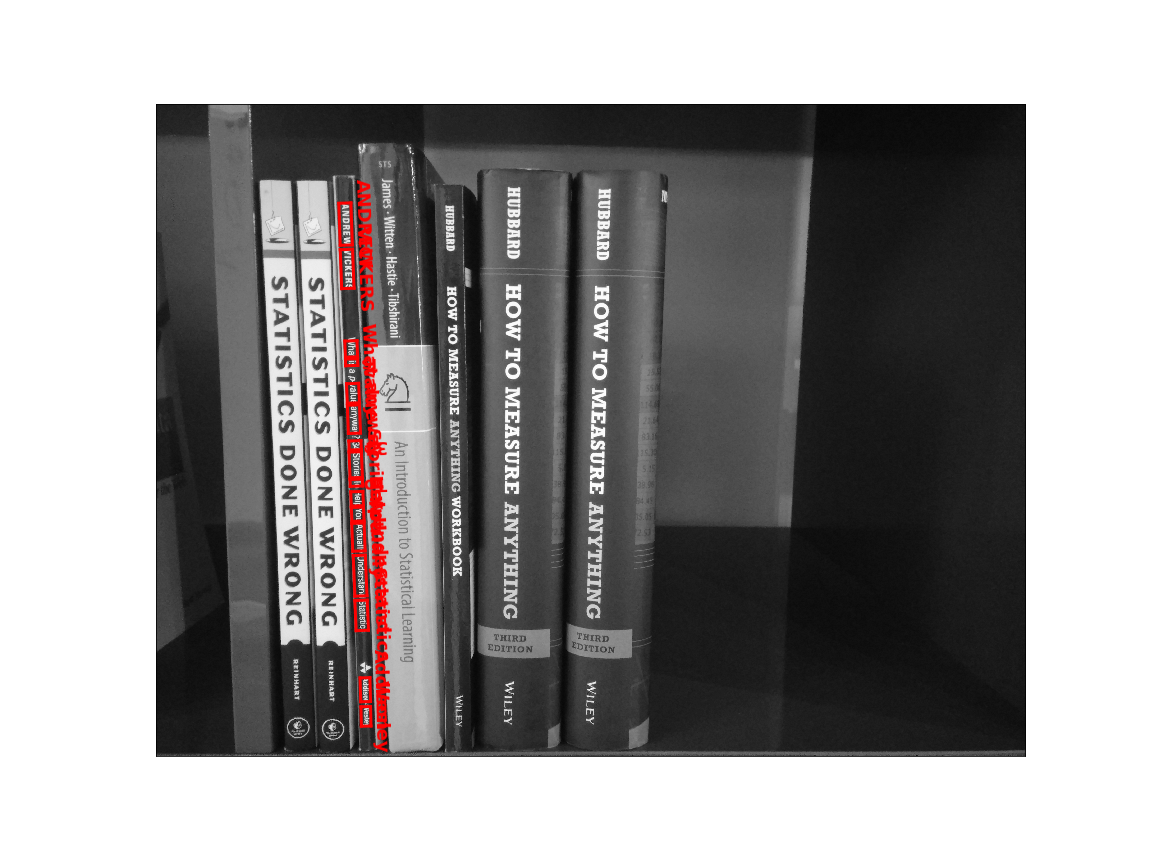 STATISTICS DONE WRONG
REINHART
STATISTICS DONE WRONG
REINHART
ANDREW VICKERS
What is a p-value anyway? 34 Stories to Help You Actually Understand Statistics
Addison Wesley
STS
James · Witten · Hastie · Tibshirani
An Introduction to Statistical Learning
HUBBARD
HOW TO MEASURE ANYTHING WORKBOOK
WILEY
HUBBARD
HOW TO MEASURE ANYTHING
THIRD
EDITION
WILEY
HUBBARD
HOW TO MEASURE ANYTHING
THIRD
EDITION
WILEY